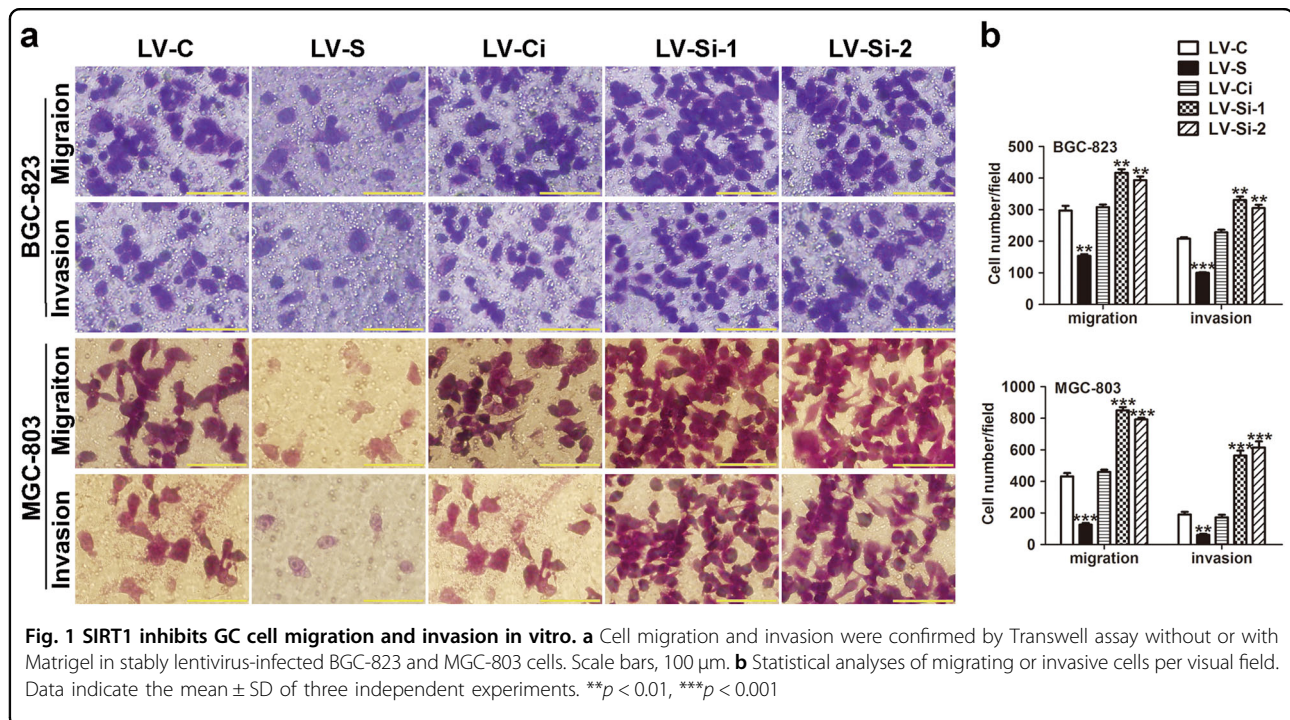 a
LV-C LV-S LV-Ci LV-Si-1 LV-Si-2
BGC-823
Migraion
Invasion
MGC-803
Migraiton
Invasion
b
LV-C
LV-S
LV-Ci
LV-Si-1
LV-Si-2
BGC-823
Cell number/field
500
400
300
200
100
0
** ** ** *** ** **
migration invasion
MGC-803
Cell number/field
1000
800
600
400
200
0
*** *** *** ** *** ***
migration invasion
Fig. 1 SIRT1 inhibits GC cell migration and invasion in vitro. a Cell migration and invasion were confirmed by Transwell assay without or with
Matrigel in stably lentivirus-infected BGC-823 and MGC-803 cells. Scale bars, 100 μm. b Statistical analyses of migrating or invasive cells per visual field.
Data indicate the mean ± SD of three independent experiments. **p < 0.01, ***p < 0.001